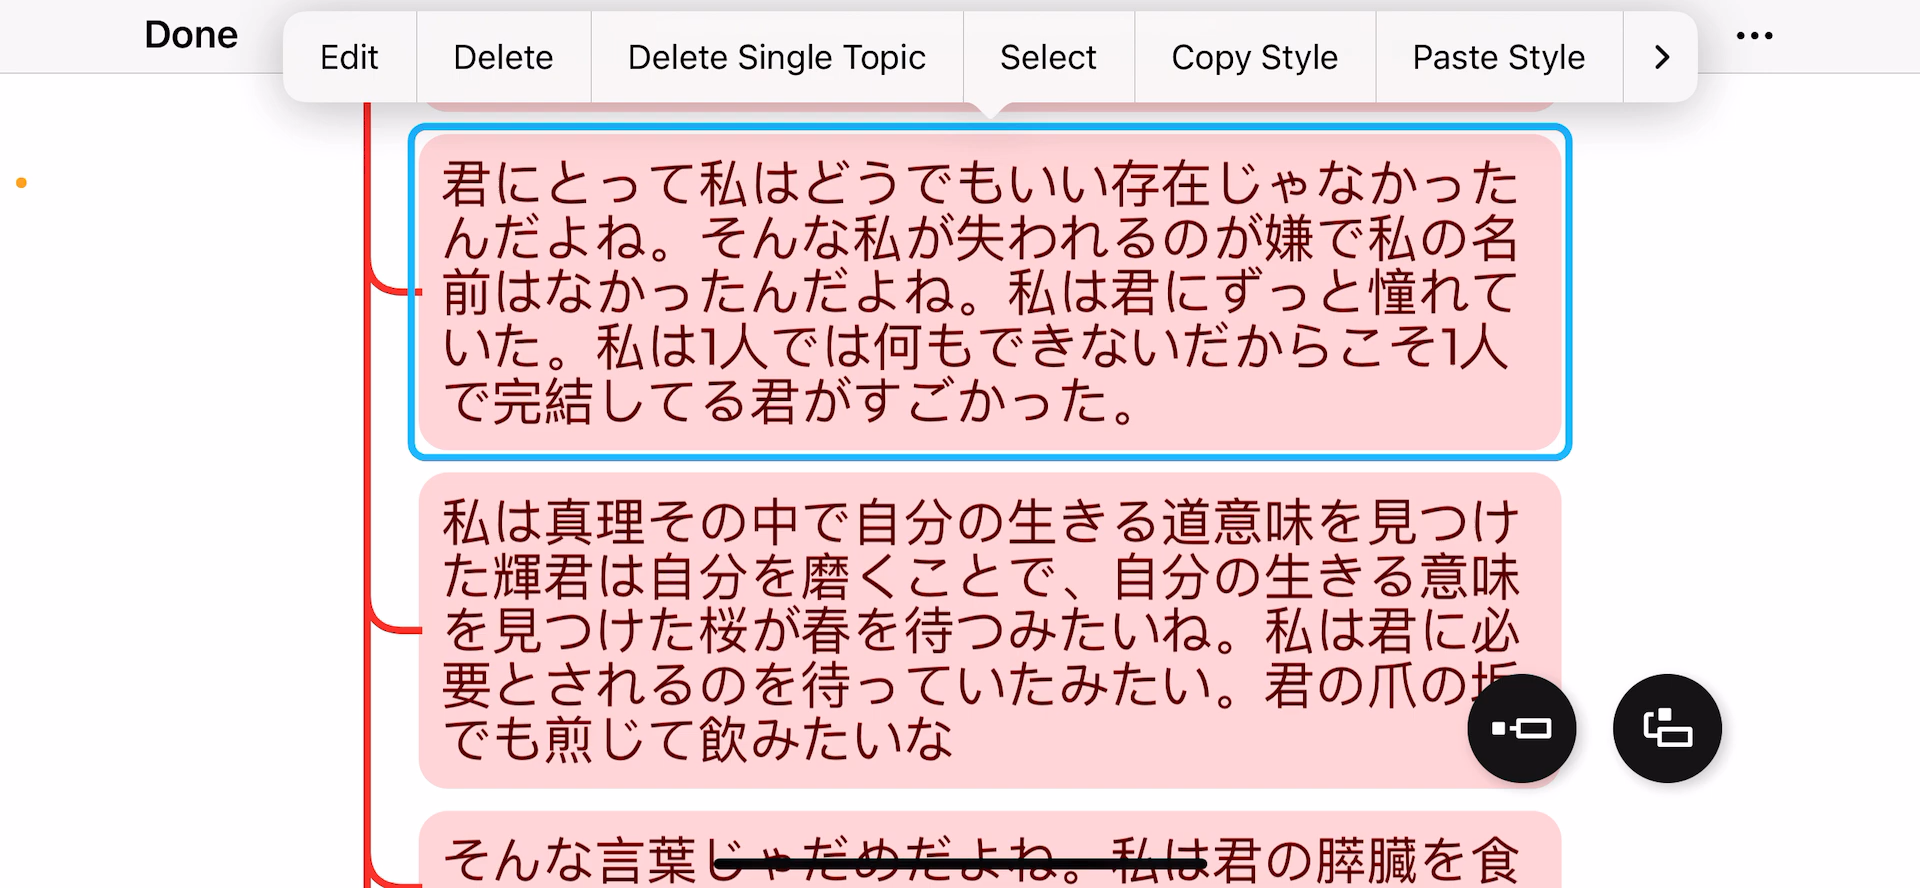 Done
Edit
Delete
Delete Single Topic
Select
Copy Style
Paste Style
君にとって私はどうでもいい存在じゃなかった
んだよね。そんな私が失われるのが嫌で私の名
前はなかったんだよね。私は君にずっと憧れて
いた。私は1人では何もできないだからこそ1人
で完結してる君がすごかった。
私は真理その中で自分の生きる道意味を見つけ
た輝君は自分を磨くことで、自分の生きる意味
を見つけた桜が春を待つみたいね。私は君に必
要とされるのを待っていたみたい。君の爪の垢
でも煎じて飲みたいな
そんな言葉じゃだめだよね。私は君の膵臓を食